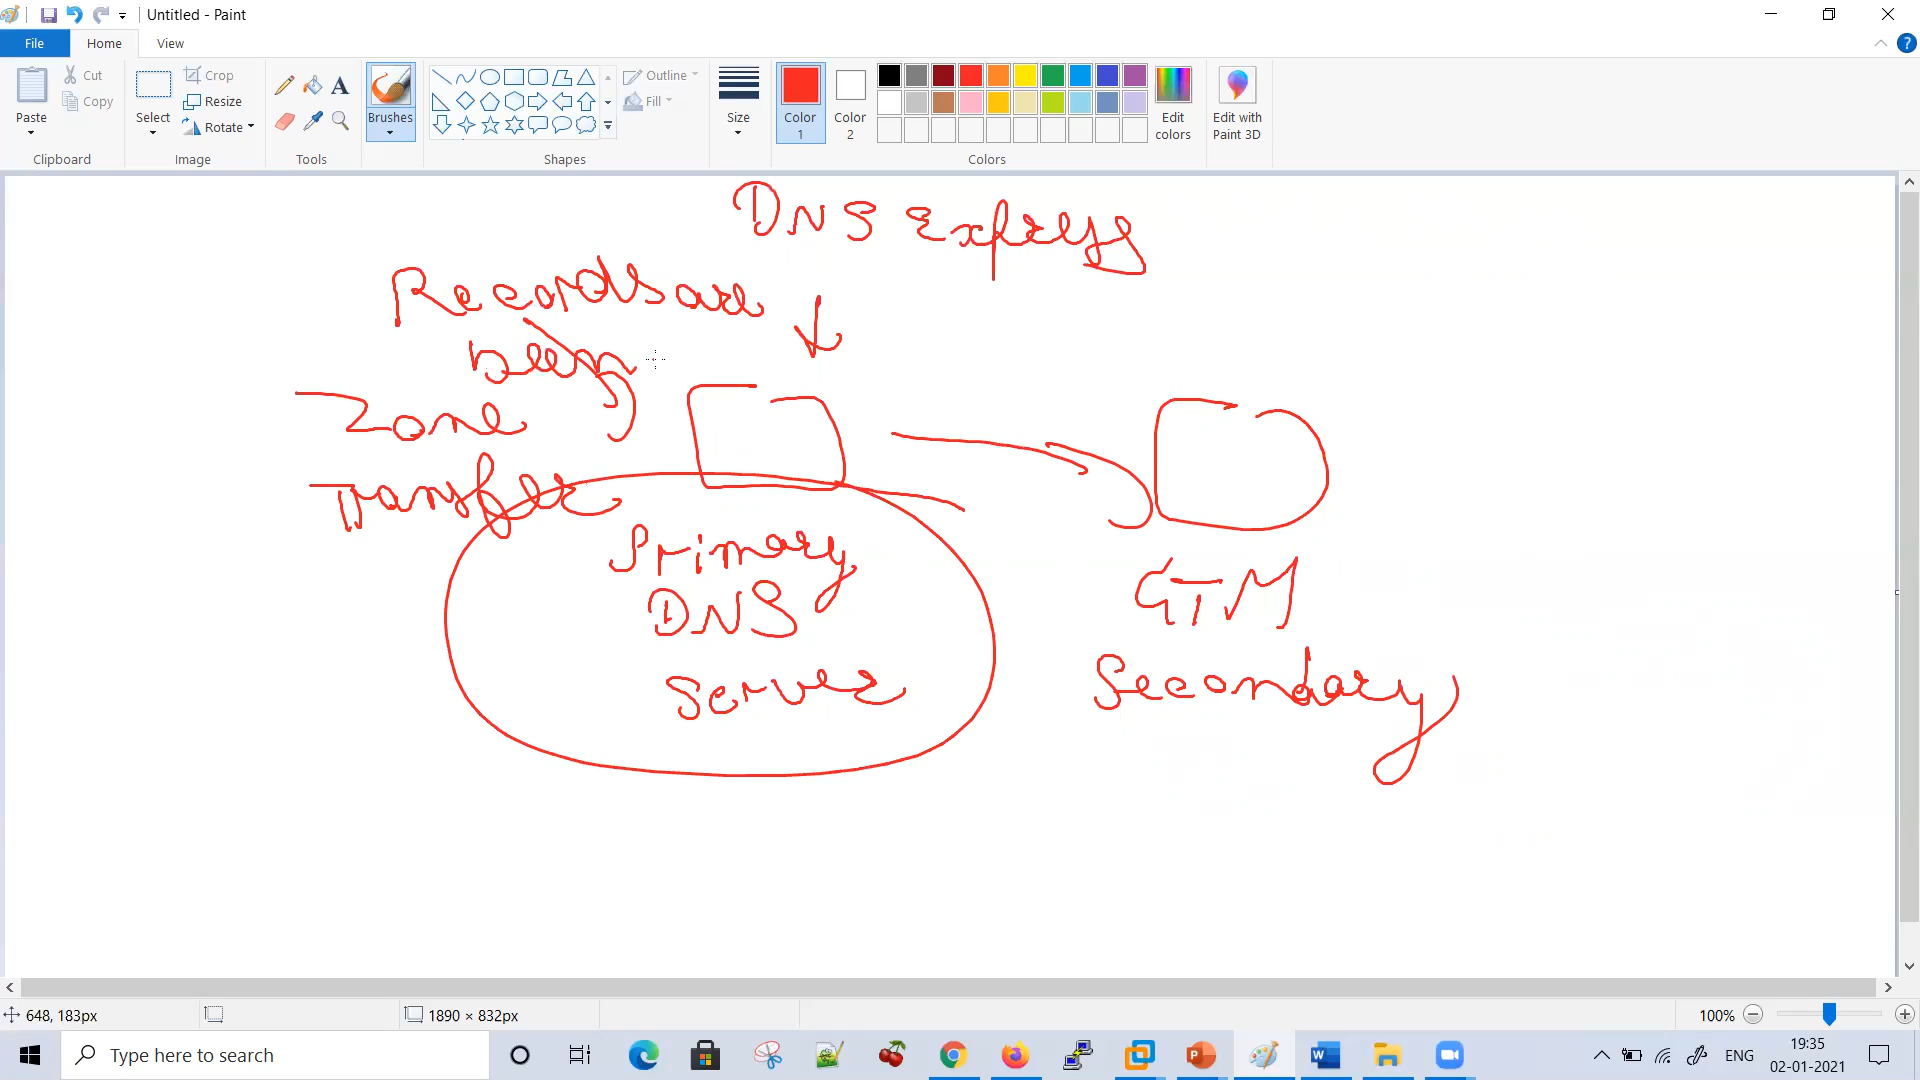 Untitled - Paint
File
Home
View
Paste
Cut
Copy
Clipboard
Select
Crop
Resize
Rotate
Image
Tools
Brushes
Shapes
Outline
Fill
Size
Color 1
Color 2
Edit colors
Edit with Paint 3D
Colors
DNS Express
Records are
being
Zone
Transfer
Primary
DNS
Server
GTM
Secondary
648, 183px
1890 × 832px
100%
Type here to search
ENG
19:35
02-01-2021